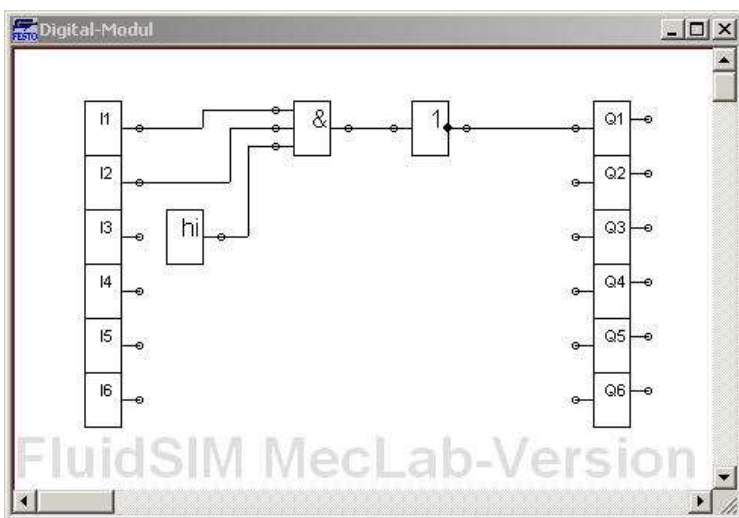 FESTO Digital-Modul
I1 & 1 Q1
I2 Q2
I3 hi Q3
I4 Q4
I5 Q5
I6 Q6
FluidSIM MecLab-Version